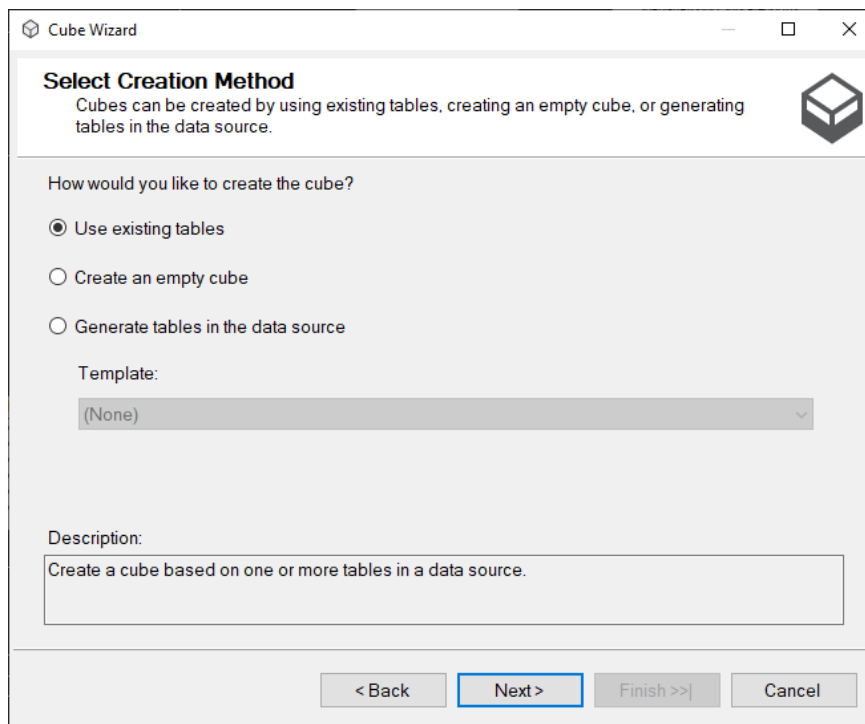 Cube Wizard
Select Creation Method
Cubes can be created by using existing tables, creating an empty cube, or generating
tables in the data source.
How would you like to create the cube?
Use existing tables
Create an empty cube
Generate tables in the data source
Template:
(None)
Description:
Create a cube based on one or more tables in a data source.
< Back
Next >
Finish >>|
Cancel